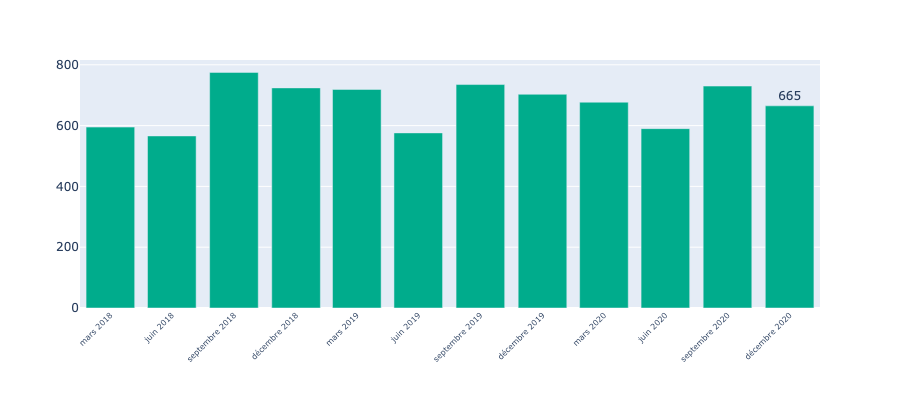 800
600
400
200
0
665
mars 2018
juin 2018
septembre 2018
décembre 2018
mars 2019
juin 2019
septembre 2019
décembre 2019
mars 2020
juin 2020
septembre 2020
décembre 2020